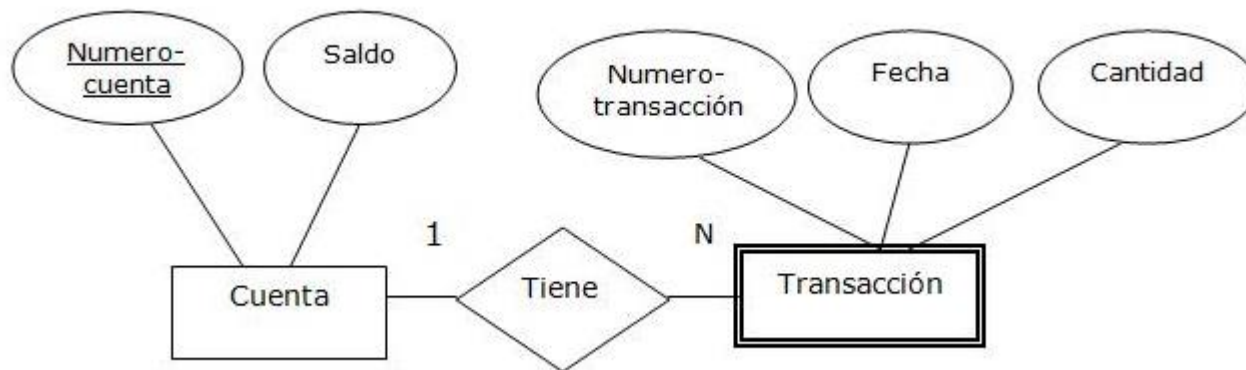 Numero-
cuenta
Saldo
Numero-
transacción
Fecha
Cantidad
1
N
Cuenta
Tiene
Transacción